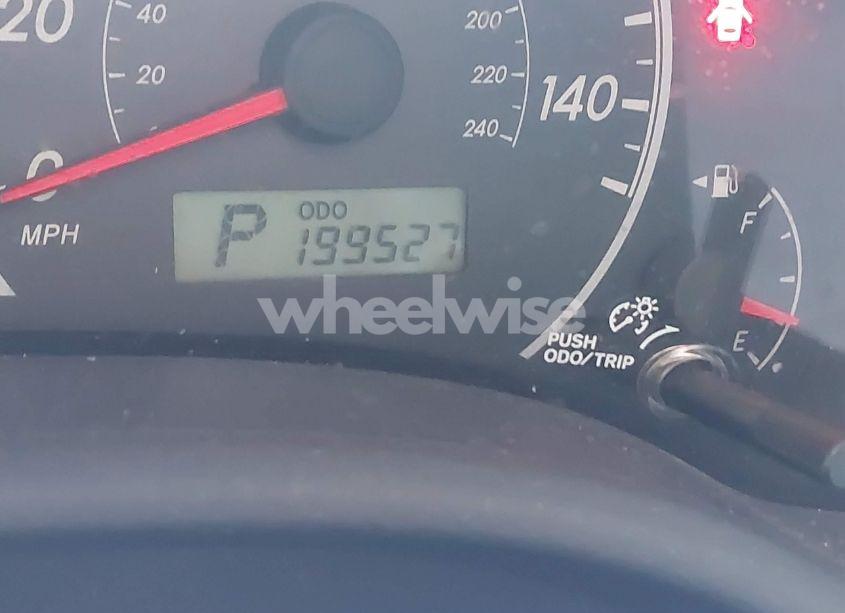 20
40
20
0
MPH
200
220
240
140
P
ODO
199527
F
E
PUSH
ODO/TRIP
wheelwise